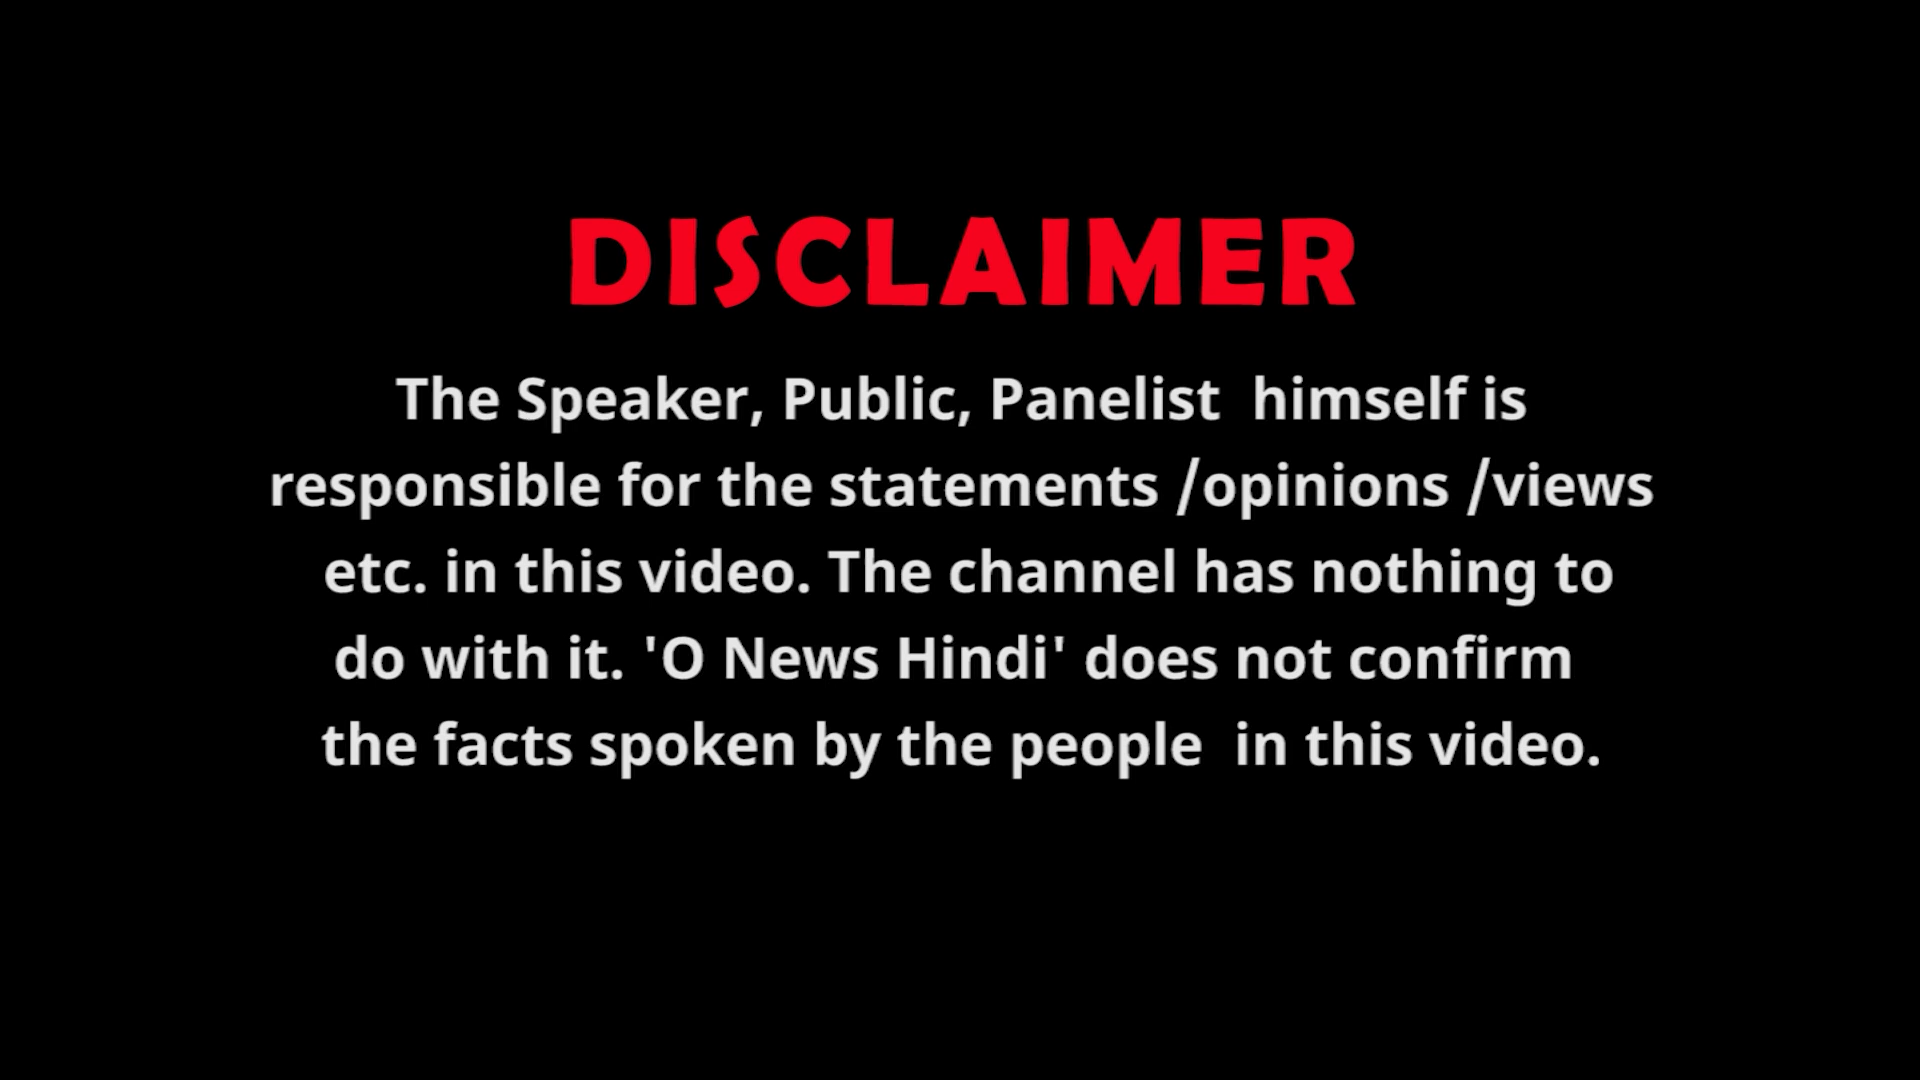 DISCLAIMER
The Speaker, Public, Panelist himself is
responsible for the statements /opinions /views
etc. in this video. The channel has nothing to
do with it. 'O News Hindi' does not confirm
the facts spoken by the people in this video.